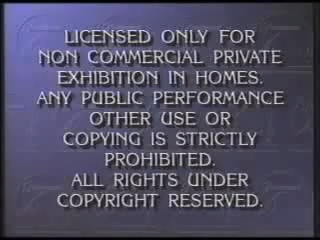 LICENSED ONLY FOR
NON COMMERCIAL PRIVATE
EXHIBITION IN HOMES.
ANY PUBLIC PERFORMANCE
OTHER USE OR
COPYING IS STRICTLY
PROHIBITED.
ALL RIGHTS UNDER
COPYRIGHT RESERVED.